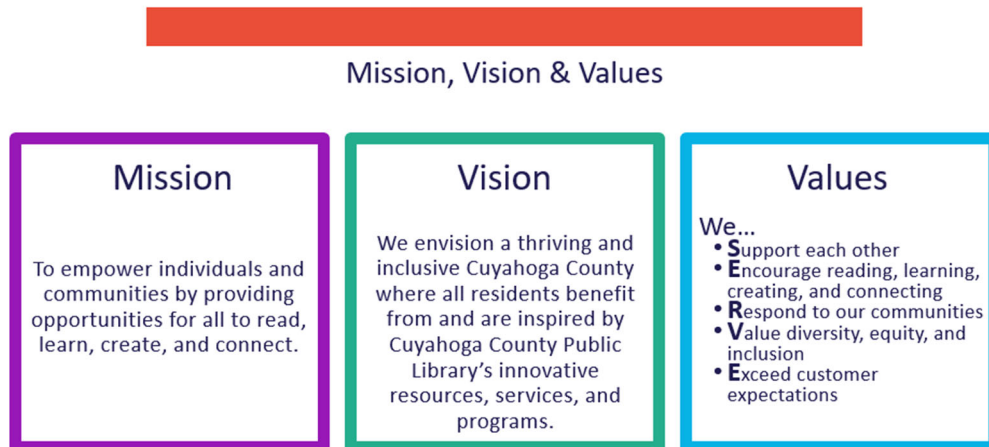 Mission, Vision & Values
Mission
To empower individuals and
communities by providing
opportunities for all to read,
learn, create, and connect.
Vision
We envision a thriving and
inclusive Cuyahoga County
where all residents benefit
from and are inspired by
Cuyahoga County Public
Library’s innovative
resources, services, and
programs.
Values
We...
• Support each other
• Encourage reading, learning,
creating, and connecting
• Respond to our communities
• Value diversity, equity, and
inclusion
• Exceed customer
expectations